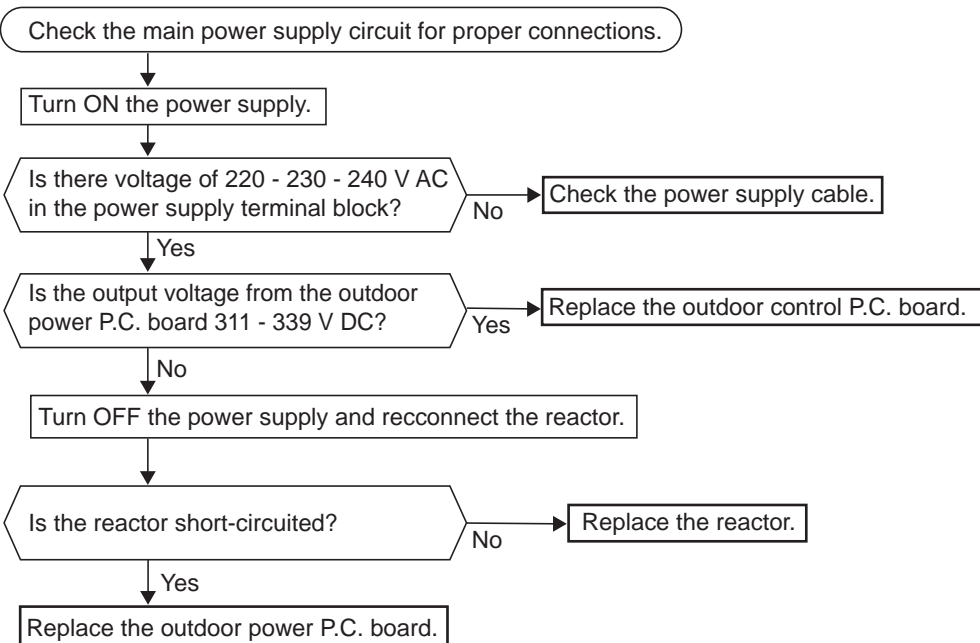 Check the main power supply circuit for proper connections.
Turn ON the power supply.
Is there voltage of 220 - 230 - 240 V AC
in the power supply terminal block?
No
Check the power supply cable.
Yes
Is the output voltage from the outdoor
power P.C. board 311 - 339 V DC?
Yes
Replace the outdoor control P.C. board.
No
Turn OFF the power supply and recconnect the reactor.
Is the reactor short-circuited?
No
Replace the reactor.
Yes
Replace the outdoor power P.C. board.